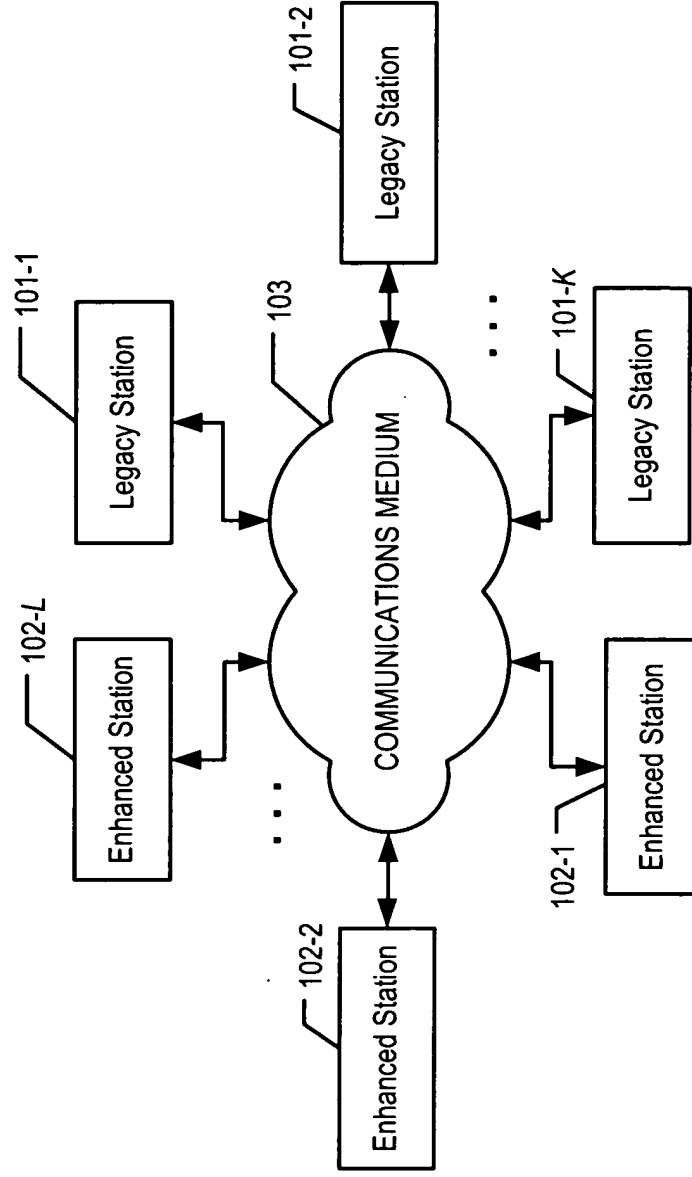 102-L
101-1
Enhanced Station
Legacy Station
. . .
102-2
103
101-2
Enhanced Station
COMMUNICATIONS MEDIUM
Legacy Station
. . .
102-1
101-K
Enhanced Station
Legacy Station